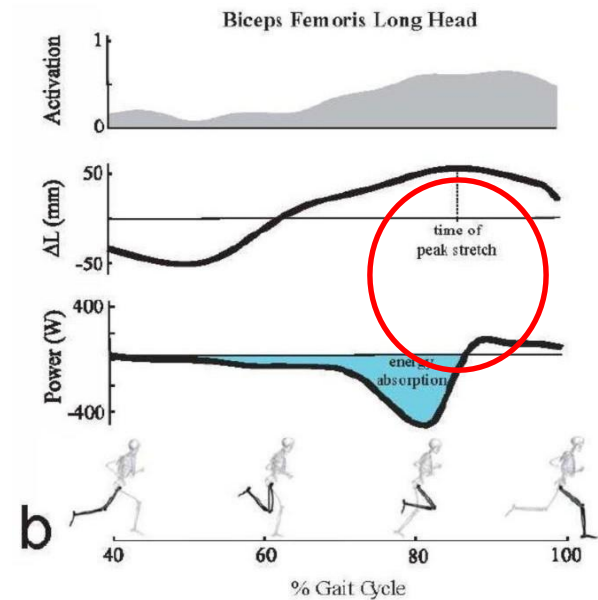 Biceps Femoris Long Head
Activation
1
0
ΔL (mm)
50
-50
time of
peak stretch
Power (W)
400
-400
energy
absorption
b
40 60 80 100
% Gait Cycle